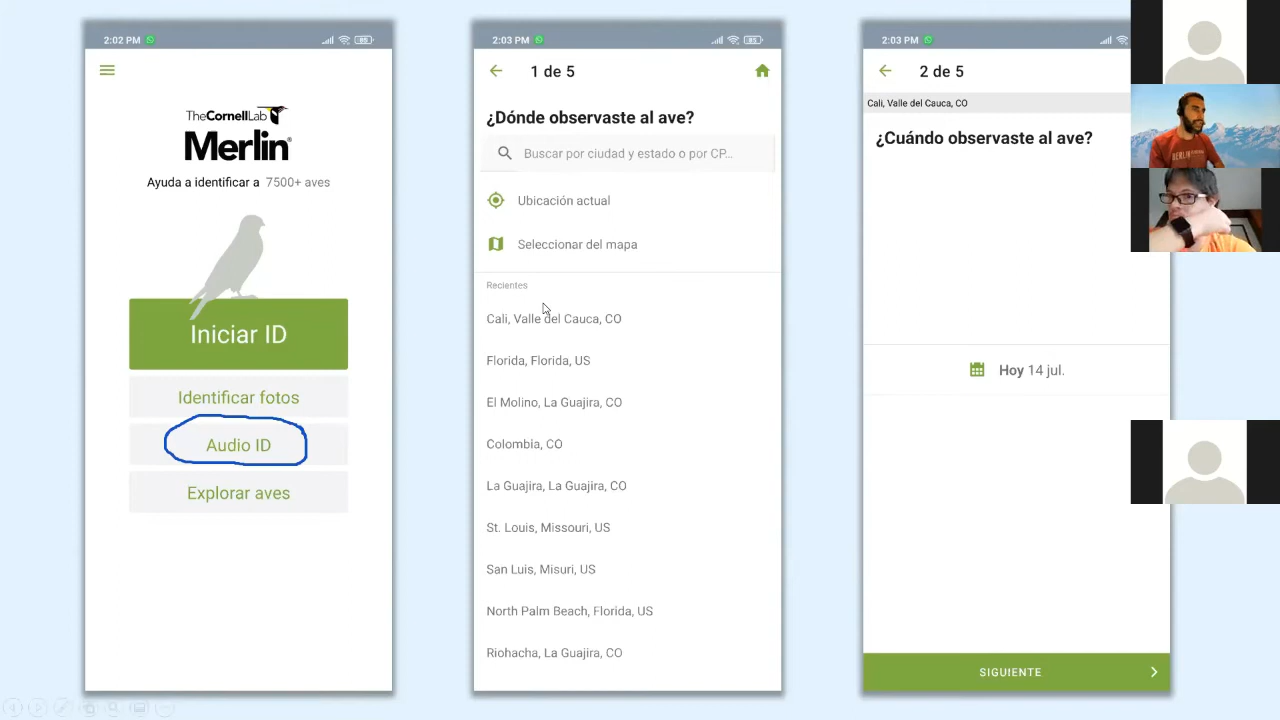 2:02 PM
85
TheCornellLab
Merlin
Ayuda a identificar a 7500+ aves
Iniciar ID
Identificar fotos
Audio ID
Explorar aves
2:03 PM
85
1 de 5
¿Dónde observaste al ave?
Buscar por ciudad y estado o por CP...
Ubicación actual
Seleccionar del mapa
Recientes
Cali, Valle del Cauca, CO
Florida, Florida, US
El Molino, La Guajira, CO
Colombia, CO
La Guajira, La Guajira, CO
St. Louis, Missouri, US
San Luis, Misuri, US
North Palm Beach, Florida, US
Riohacha, La Guajira, CO
2:03 PM
2 de 5
Cali, Valle del Cauca, CO
¿Cuándo observaste al ave?
Hoy 14 jul.
SIGUIENTE